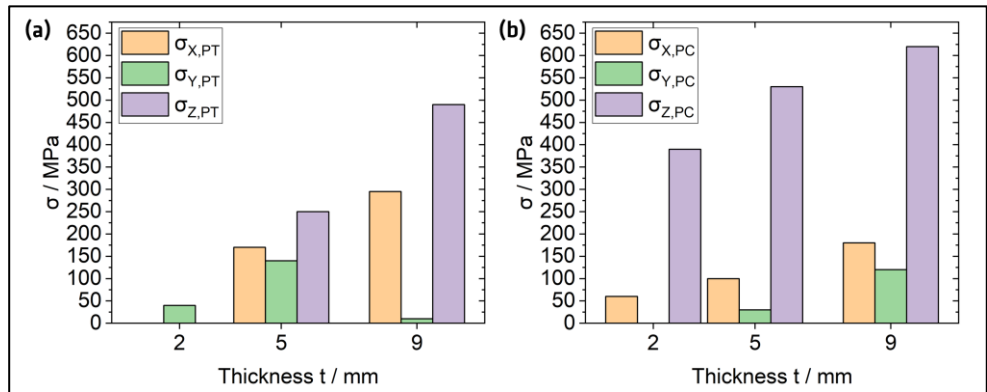 (a)
σX,PT
σY,PT
σZ,PT
σ / MPa
650
600
550
500
450
400
350
300
250
200
150
100
50
0
2 5 9
Thickness t / mm
(b)
σX,PC
σY,PC
σZ,PC
σ / MPa
650
600
550
500
450
400
350
300
250
200
150
100
50
0
2 5 9
Thickness t / mm